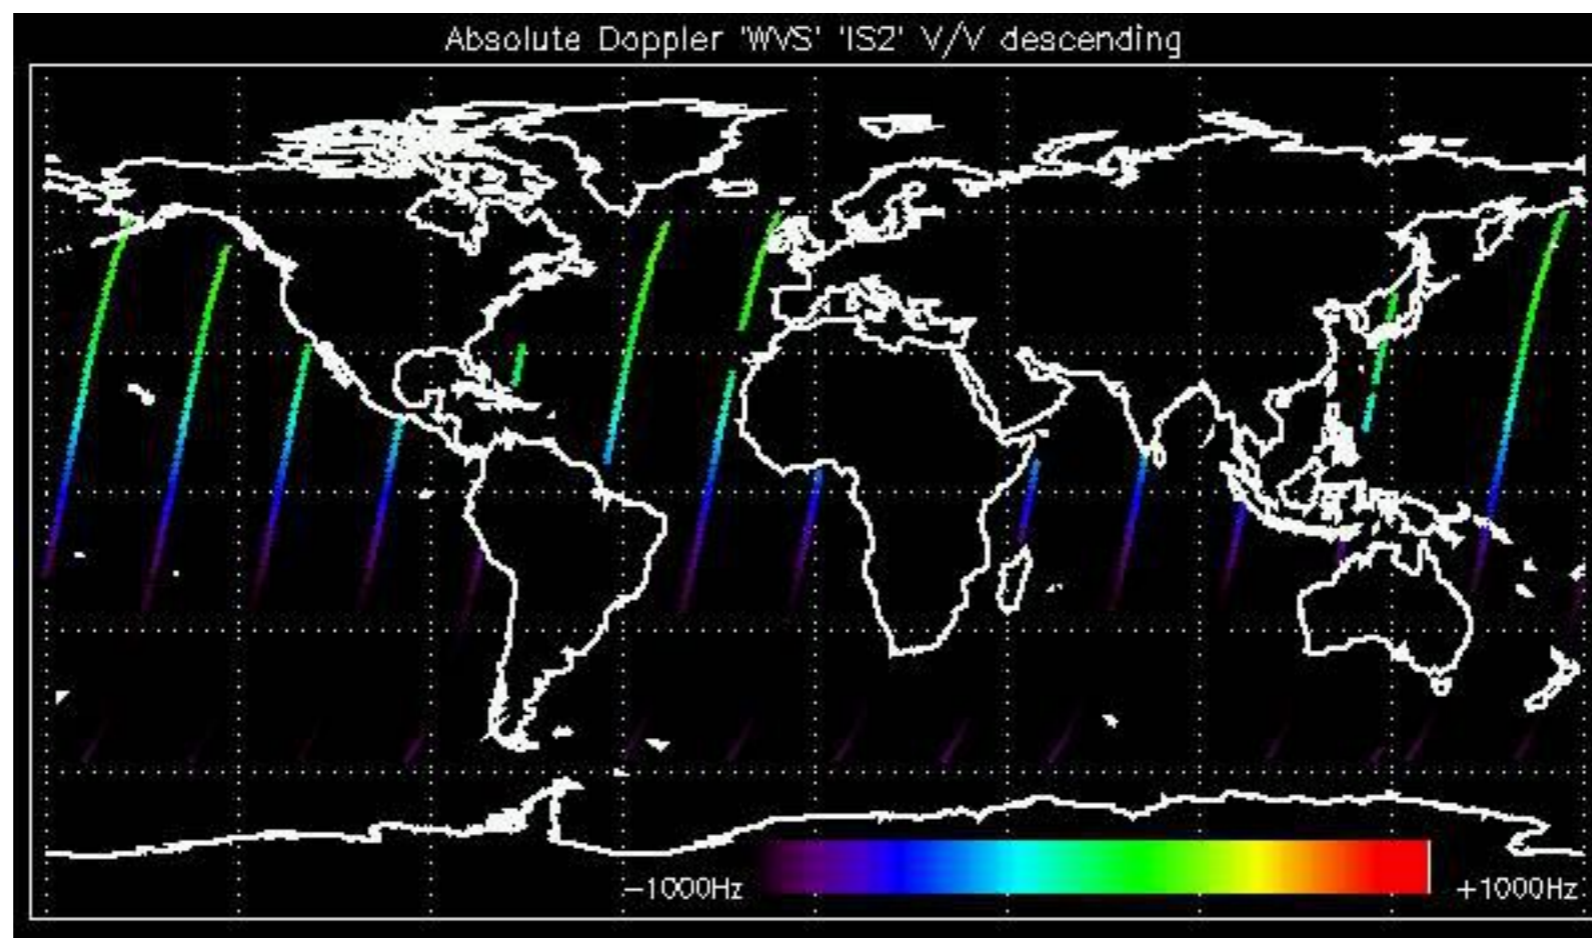 Absolute Doppler 'WVS' 'IS2' V/V descending
-1000Hz +1000Hz